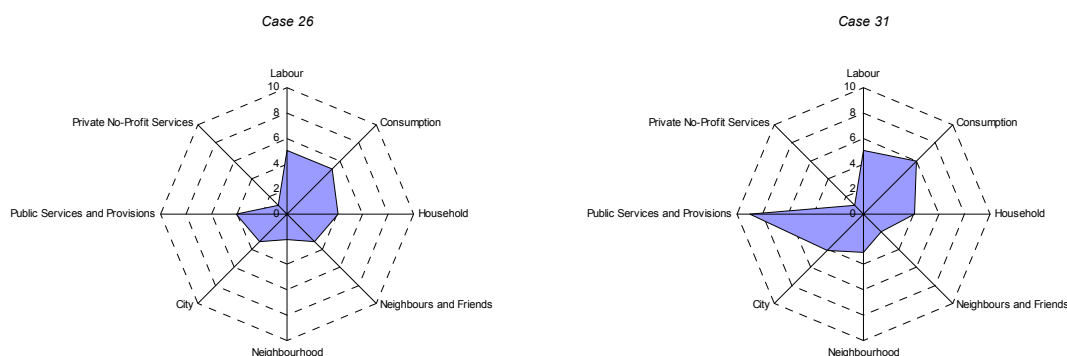 Case 26
Labour
10
8
6
4
2
0
Consumption
Household
Neighbours and Friends
Neighbourhood
City
Public Services and Provisions
Private No-Profit Services
Case 31
Labour
10
8
6
4
2
0
Consumption
Household
Neighbours and Friends
Neighbourhood
City
Public Services and Provisions
Private No-Profit Services